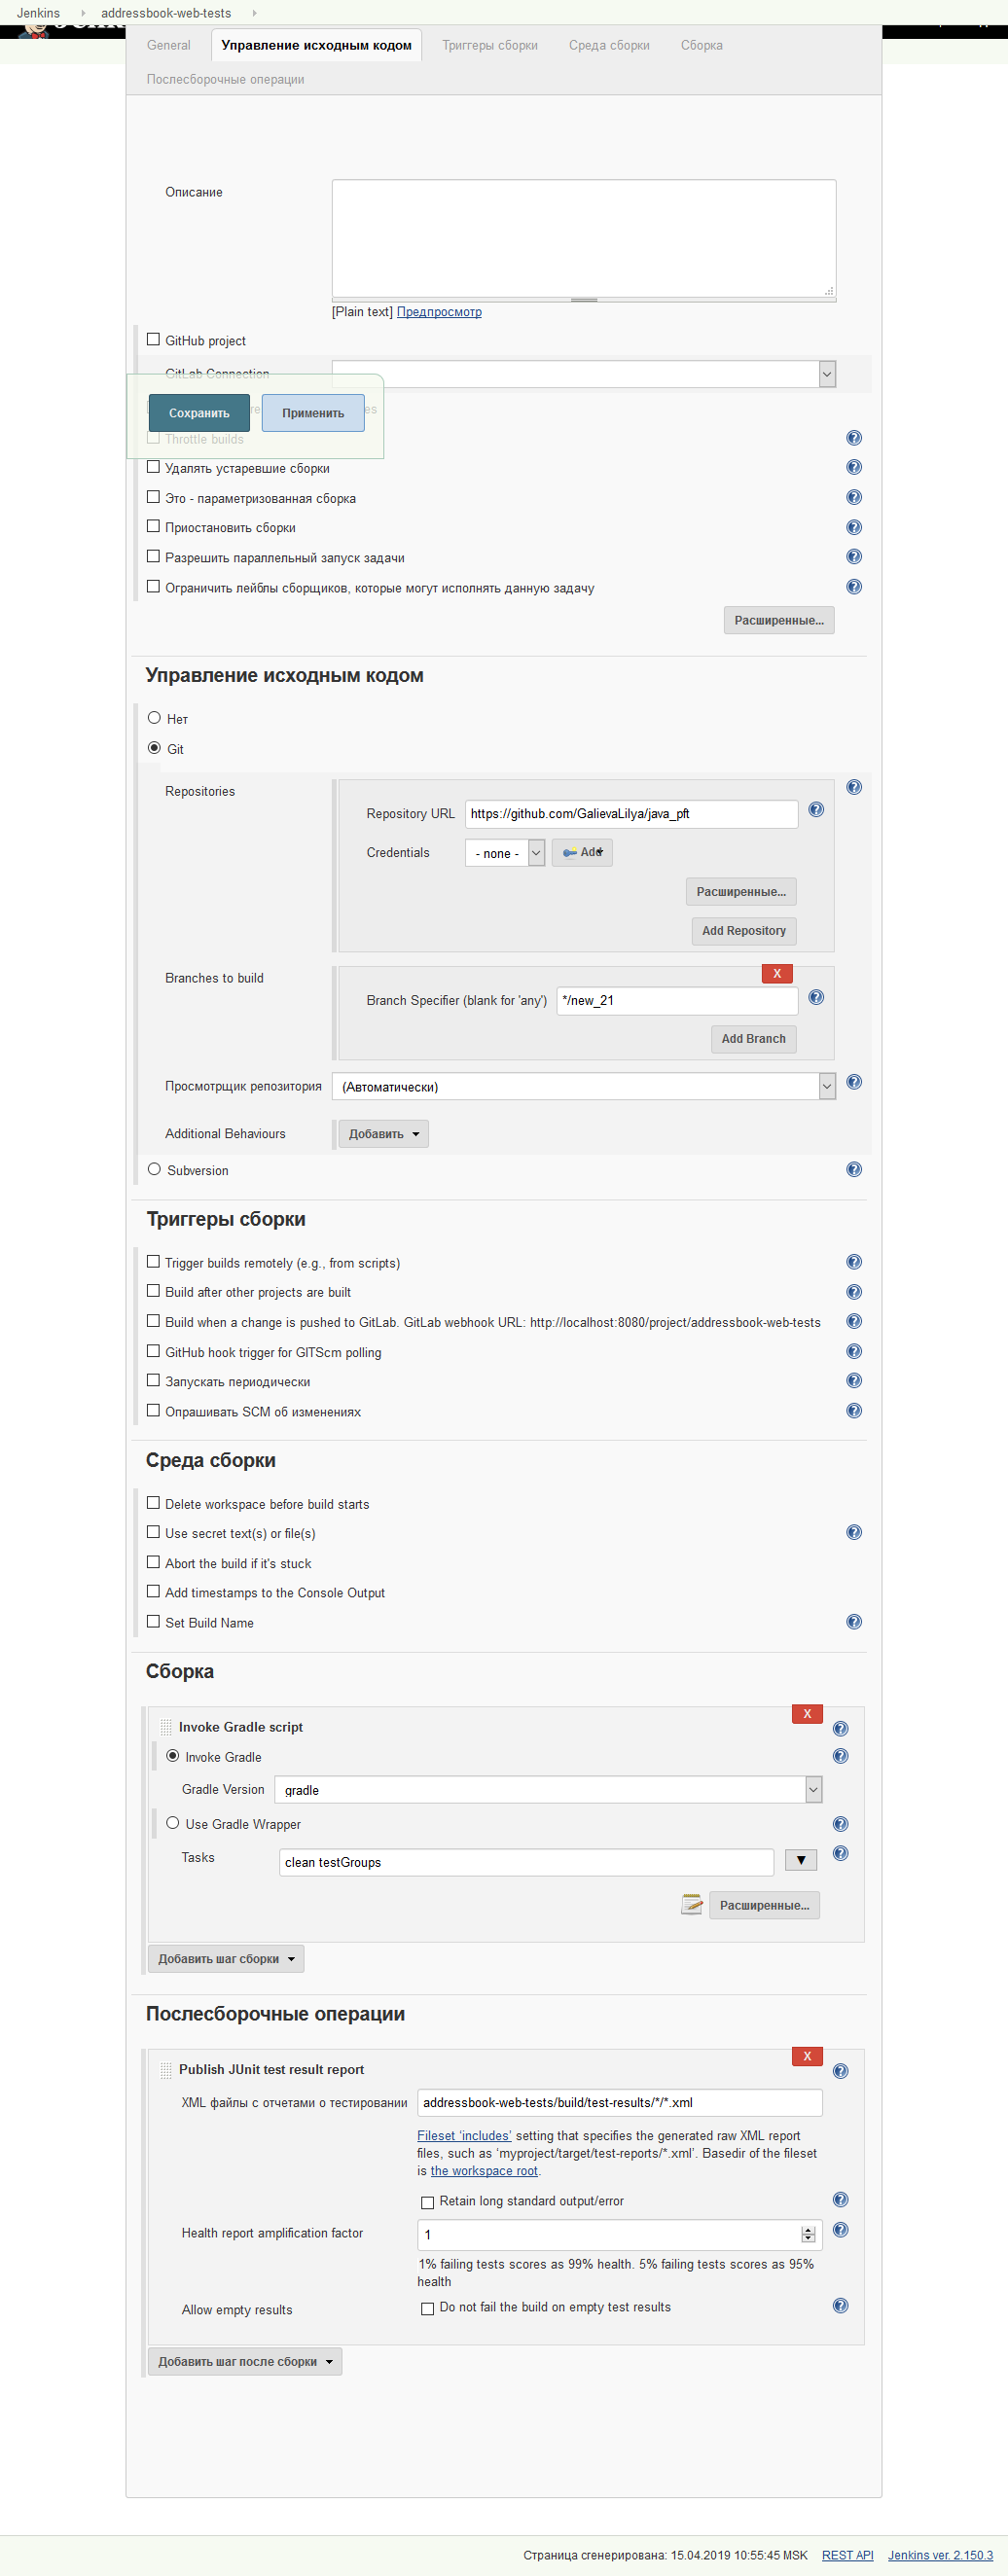 Jenkins addressbook-web-tests
General Управление исходным кодом Триггеры сборки Среда сборки Сборка
Послесборочные операции
Описание
[Plain text] Предпросмотр
GitHub project
GitLab Connection
Сохранить Применить
Throttle builds
Удалять устаревшие сборки
Это - параметризованная сборка
Приостановить сборки
Разрешить параллельный запуск задачи
Ограничить лейблы сборщиков, которые могут исполнять данную задачу
Расширенные...
Управление исходным кодом
Нет
Git
Repositories
Repository URL https://github.com/GalievaLilya/java_pft
Credentials - none - Add
Расширенные...
Add Repository
Branches to build
X
Branch Specifier (blank for 'any') */new_21
Add Branch
Просмотрщик репозитория (Автоматически)
Additional Behaviours Добавить
Subversion
Триггеры сборки
Trigger builds remotely (e.g., from scripts)
Build after other projects are built
Build when a change is pushed to GitLab. GitLab webhook URL: http://localhost:8080/project/addressbook-web-tests
GitHub hook trigger for GITScm polling
Запускать периодически
Опрашивать SCM об изменениях
Среда сборки
Delete workspace before build starts
Use secret text(s) or file(s)
Abort the build if it's stuck
Add timestamps to the Console Output
Set Build Name
Сборка
X
Invoke Gradle script
Invoke Gradle
Gradle Version gradle
Use Gradle Wrapper
Tasks clean testGroups
Расширенные...
Добавить шаг сборки
Послесборочные операции
X
Publish JUnit test result report
XML файлы с отчетами о тестировании addressbook-web-tests/build/test-results/*/*.xml
Fileset ‘includes’ setting that specifies the generated raw XML report
files, such as ‘myproject/target/test-reports/*.xml’. Basedir of the fileset
is the workspace root.
Retain long standard output/error
Health report amplification factor 1
1% failing tests scores as 99% health. 5% failing tests scores as 95%
health
Allow empty results Do not fail the build on empty test results
Добавить шаг после сборки
Страница сгенерирована: 15.04.2019 10:55:45 MSK REST API Jenkins ver. 2.150.3